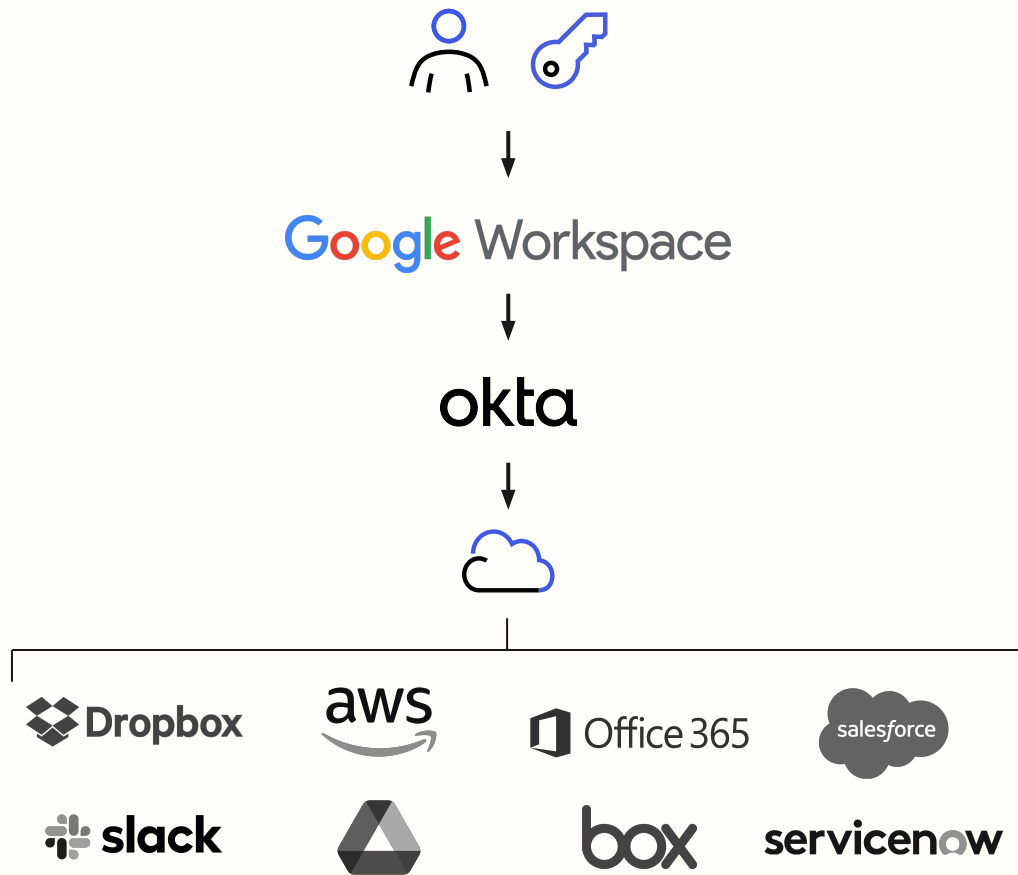 Google Workspace
okta
Dropbox
aws
Office 365
salesforce
slack
box
servicenow